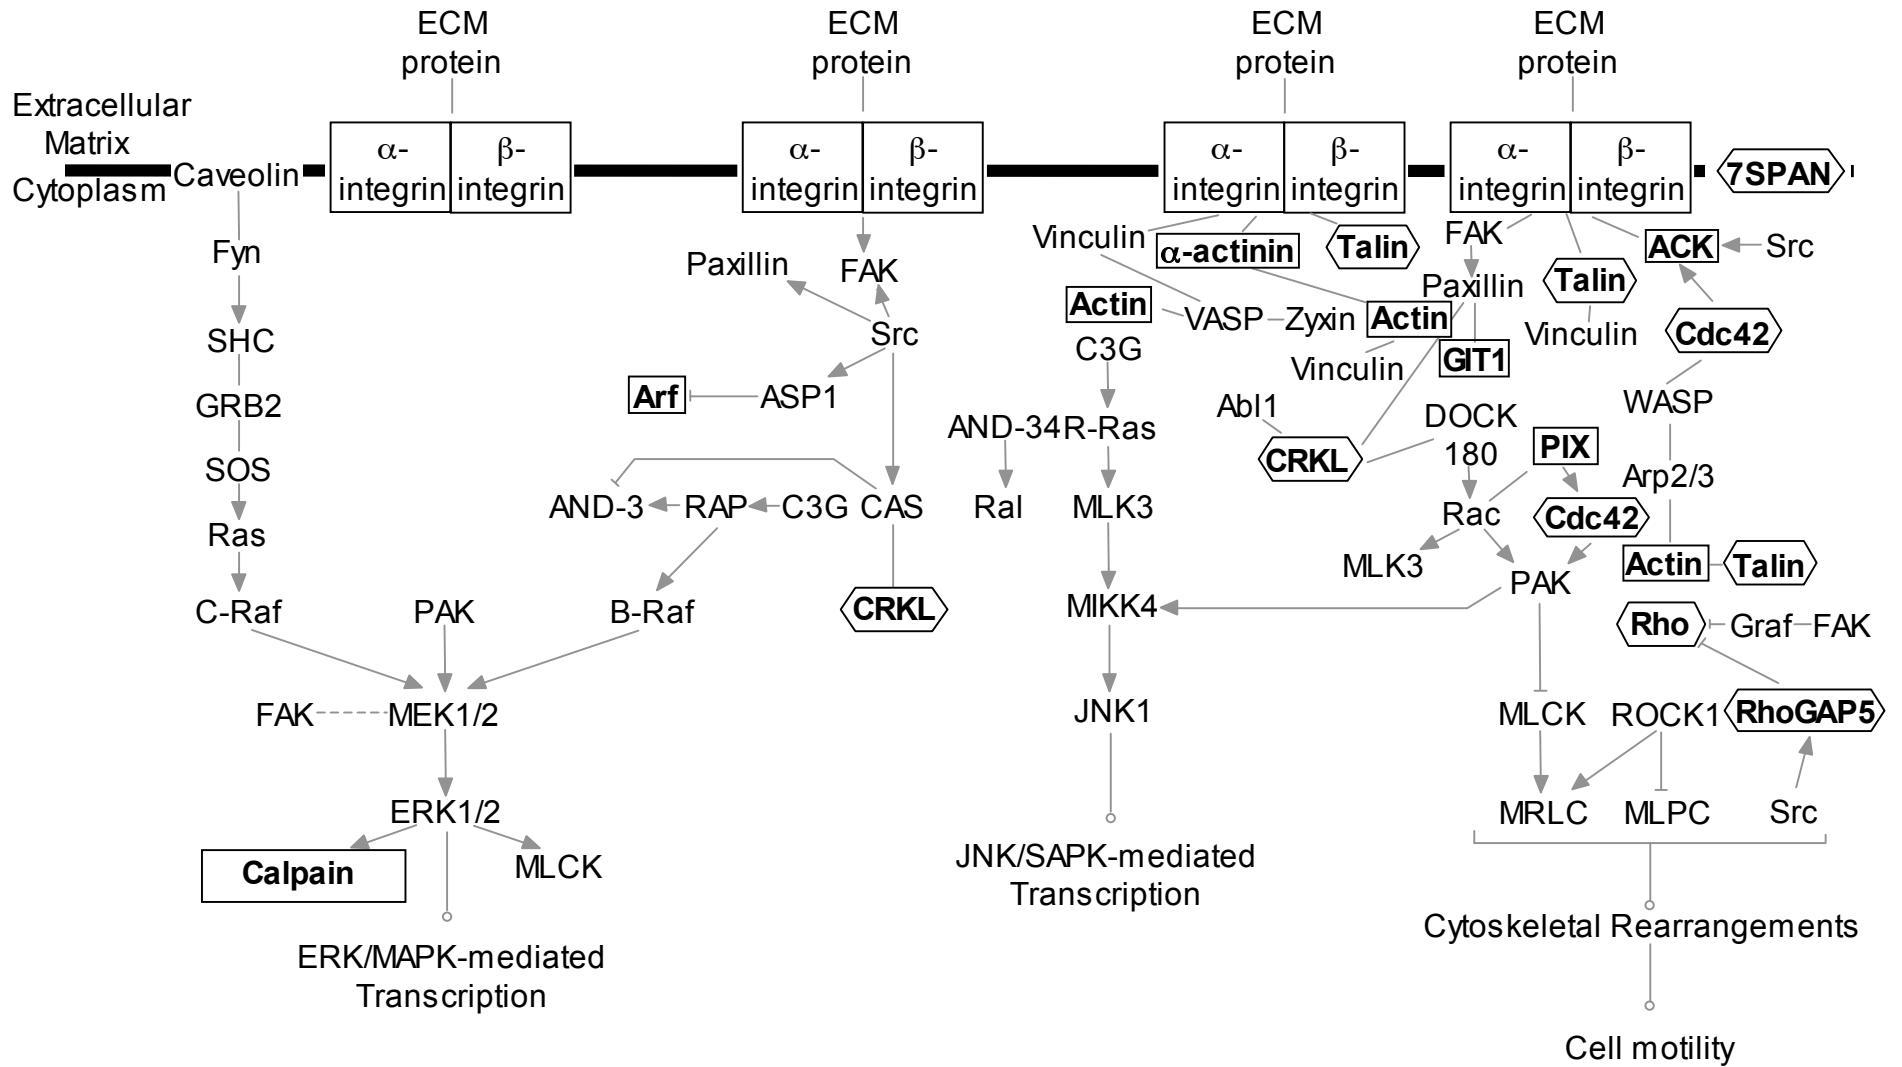 ECM
protein
ECM
protein
ECM
protein
ECM
protein
Extracellular
Matrix
Cytoplasm
Caveolin
α-
integrin
β-
integrin
α-
integrin
β-
integrin
α-
integrin
β-
integrin
α-
integrin
β-
integrin
7SPAN
Fyn
SHC
GRB2
SOS
Ras
C-Raf
PAK
B-Raf
FAK
MEK1/2
ERK1/2
Calpain
MLCK
ERK/MAPK-mediated
Transcription
Paxillin
FAK
Src
Arf
ASP1
AND-3
RAP
C3G
CAS
CRKL
Vinculin
α-actinin
Talin
Actin
VASP
Zyxin
Actin
Vinculin
C3G
AND-34
R-Ras
Ral
MLK3
MIKK4
JNK1
JNK/SAPK-mediated
Transcription
FAK
Paxillin
GIT1
Talin
Vinculin
ACK
Src
Cdc42
WASP
Arp2/3
Actin
Talin
Abl1
CRKL
DOCK
180
PIX
Rac
Cdc42
MLK3
PAK
Rho
Graf
FAK
MLCK
ROCK1
RhoGAP5
MRLC
MLPC
Src
Cytoskeletal Rearrangements
Cell motility